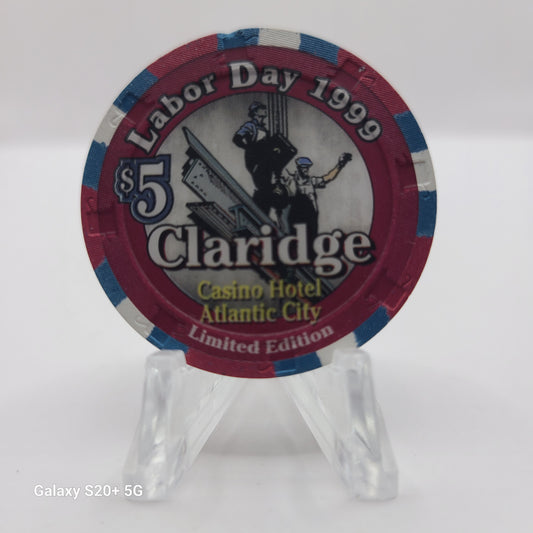 Labor Day 1999
$5
Claridge
Casino Hotel
Atlantic City
Limited Edition
Galaxy S20+ 5G